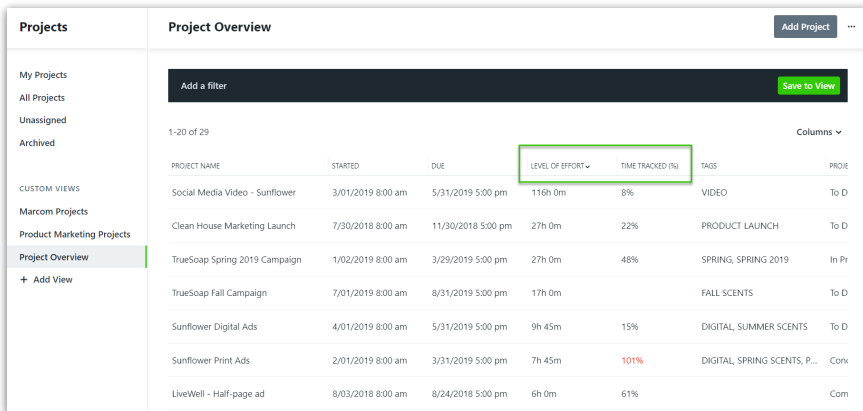 Projects
Project Overview
Add Project
...
My Projects
All Projects
Unassigned
Archived
CUSTOM VIEWS
Marcom Projects
Product Marketing Projects
Project Overview
+ Add View
Add a filter
Save to View
1-20 of 29
Columns
PROJECT NAME STARTED DUE LEVEL OF EFFORT TIME TRACKED (%) TAGS PROJE
Social Media Video - Sunflower 3/01/2019 8:00 am 5/31/2019 5:00 pm 116h 0m 8% VIDEO To D
Clean House Marketing Launch 7/30/2018 8:00 am 11/30/2018 5:00 pm 27h 0m 22% PRODUCT LAUNCH To D
TrueSoap Spring 2019 Campaign 1/02/2019 8:00 am 3/29/2019 5:00 pm 27h 0m 48% SPRING, SPRING 2019 In Pr
TrueSoap Fall Campaign 7/01/2019 8:00 am 8/31/2019 5:00 pm 17h 0m FALL SCENTS To D
Sunflower Digital Ads 4/01/2019 8:00 am 5/31/2019 5:00 pm 9h 45m 15% DIGITAL, SUMMER SCENTS To D
Sunflower Print Ads 2/01/2019 8:00 am 3/31/2019 5:00 pm 7h 45m 101% DIGITAL, SPRING SCENTS, P... Conc
LiveWell - Half-page ad 8/03/2018 8:00 am 8/24/2018 5:00 pm 6h 0m 61% Com